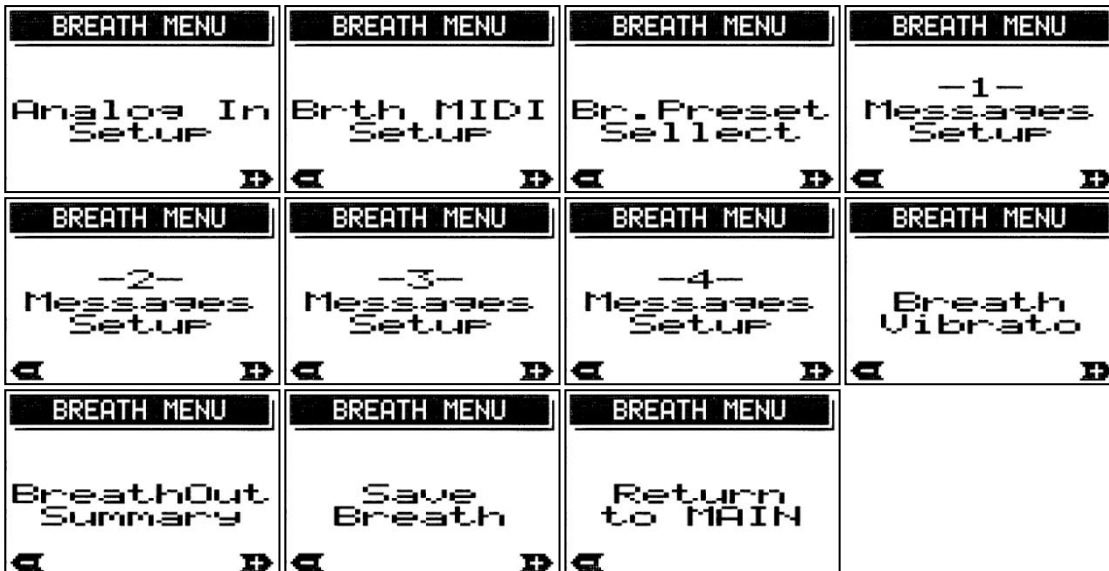 BREATH MENU
Analog In
Setup
BREATH MENU
Brth MIDI
Setup
BREATH MENU
Br.Preset
Sellect
BREATH MENU
-1-
Messages
Setup
BREATH MENU
-2-
Messages
Setup
BREATH MENU
-3-
Messages
Setup
BREATH MENU
-4-
Messages
Setup
BREATH MENU
Breath
Vibrato
BREATH MENU
BreathOut
Summary
BREATH MENU
Save
Breath
BREATH MENU
Return
to MAIN